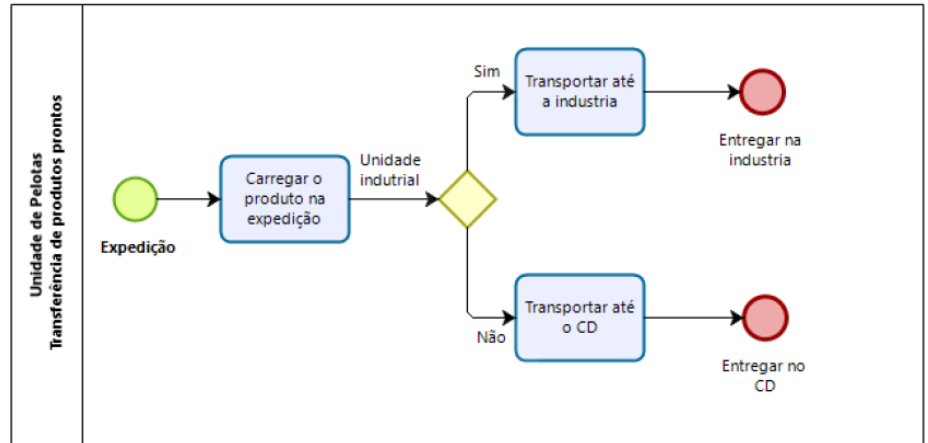 Unidade de Pelotas
Transferência de produtos prontos
Expedição
Carregar o
produto na
expedição
Unidade
indutrial
Sim
Transportar até
a industria
Entregar na
industria
Não
Transportar até
o CD
Entregar no
CD